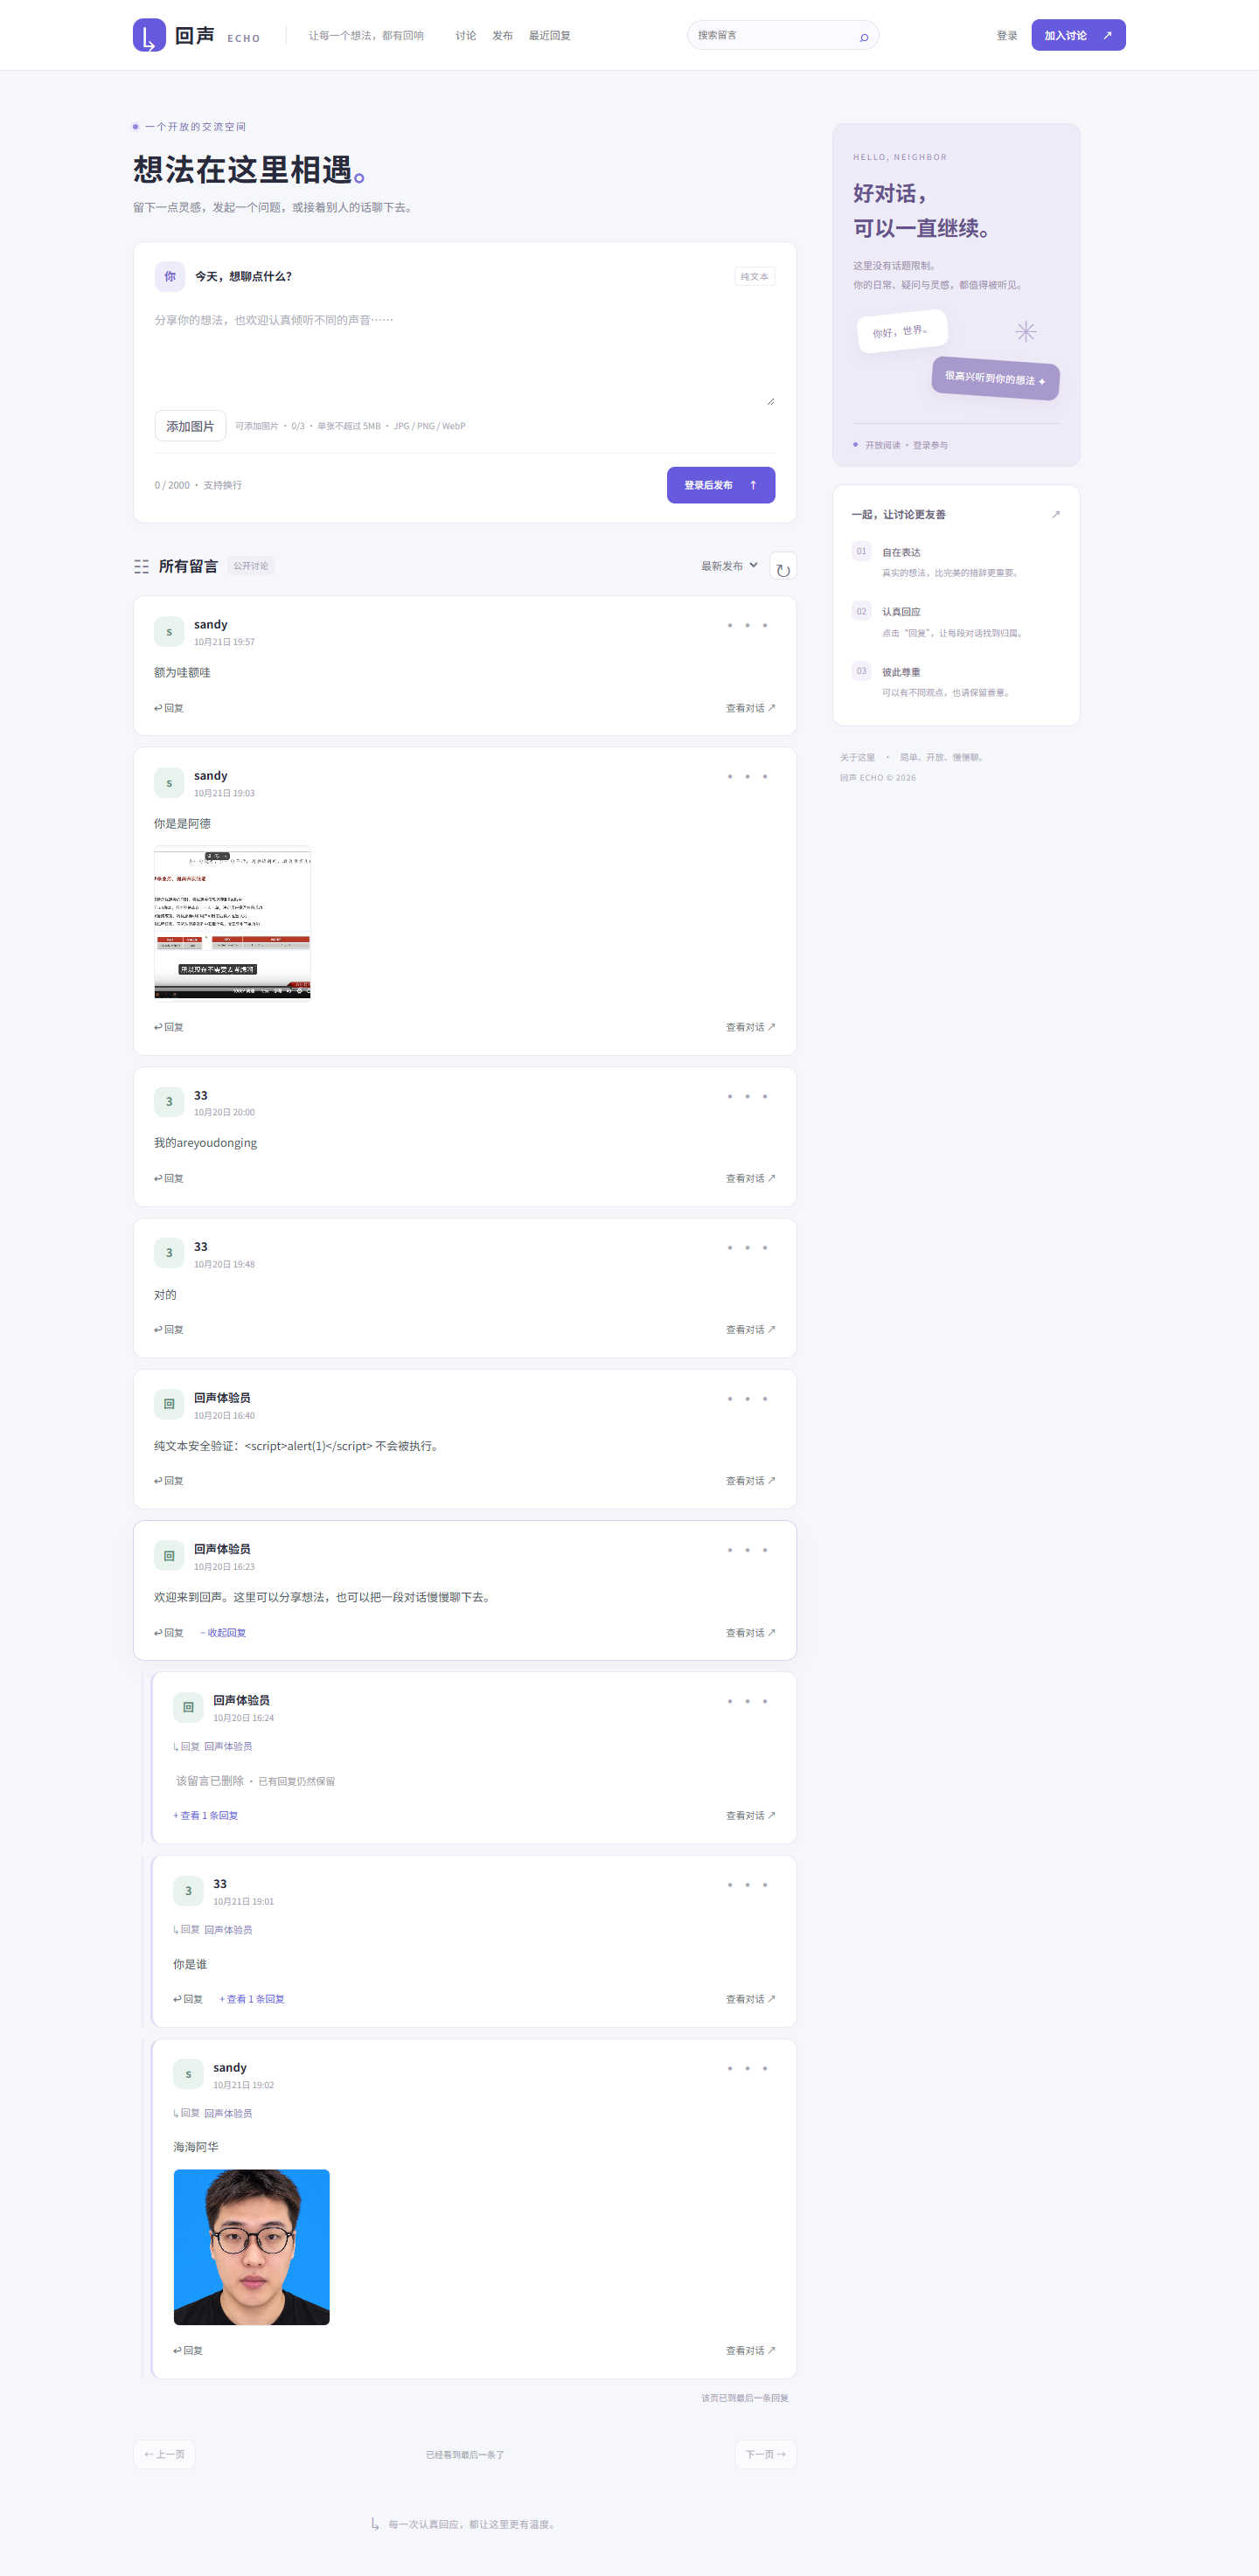 回声 ECHO
让每一个想法，都有回响
讨论 发布 最近回复
搜索留言
登录
加入讨论 ↗
一个开放的交流空间
想法在这里相遇。
留下一点灵感，发起一个问题，或接着别人的话聊下去。
你 今天，想聊点什么？
纯文本
分享你的想法，也欢迎认真倾听不同的声音……
添加图片
可添加图片 · 0/3 · 单张不超过 5MB · JPG / PNG / WebP
0 / 2000 · 支持换行
登录后发布 ↑
HELLO, NEIGHBOR
好对话，
可以一直继续。
这里没有话题限制。
你的日常、疑问与灵感，都值得被听见。
你好，世界。
很高兴听到你的想法 ✦
开放阅读 · 登录参与
一起，让讨论更友善 ↗
01 自在表达
真实的想法，比完美的措辞更重要。
02 认真回应
点击“回复”，让每段对话找到归属。
03 彼此尊重
可以有不同观点，也请保留善意。
关于这里 · 简单、开放、慢慢聊。
回声 ECHO © 2026
所有留言 公开讨论
最新发布
s sandy
10月21日 19:57
额为哇额哇
↩ 回复
查看对话 ↗
s sandy
10月21日 19:03
你是是阿德
所以现在不需要去考虑啊
↩ 回复
查看对话 ↗
3 33
10月20日 20:00
我的areyoudonging
↩ 回复
查看对话 ↗
3 33
10月20日 19:48
对的
↩ 回复
查看对话 ↗
回 回声体验员
10月20日 16:40
纯文本安全验证：<script>alert(1)</script> 不会被执行。
↩ 回复
查看对话 ↗
回 回声体验员
10月20日 16:23
欢迎来到回声。这里可以分享想法，也可以把一段对话慢慢聊下去。
↩ 回复 − 收起回复
查看对话 ↗
回 回声体验员
10月20日 16:24
↳ 回复 回声体验员
该留言已删除 · 已有回复仍然保留
+ 查看 1 条回复
查看对话 ↗
3 33
10月21日 19:01
↳ 回复 回声体验员
你是谁
↩ 回复 + 查看 1 条回复
查看对话 ↗
s sandy
10月21日 19:02
↳ 回复 回声体验员
海海阿华
↩ 回复
查看对话 ↗
该页已到最后一条回复
← 上一页
已经看到最后一条了
下一页 →
↳ 每一次认真回应，都让这里更有温度。